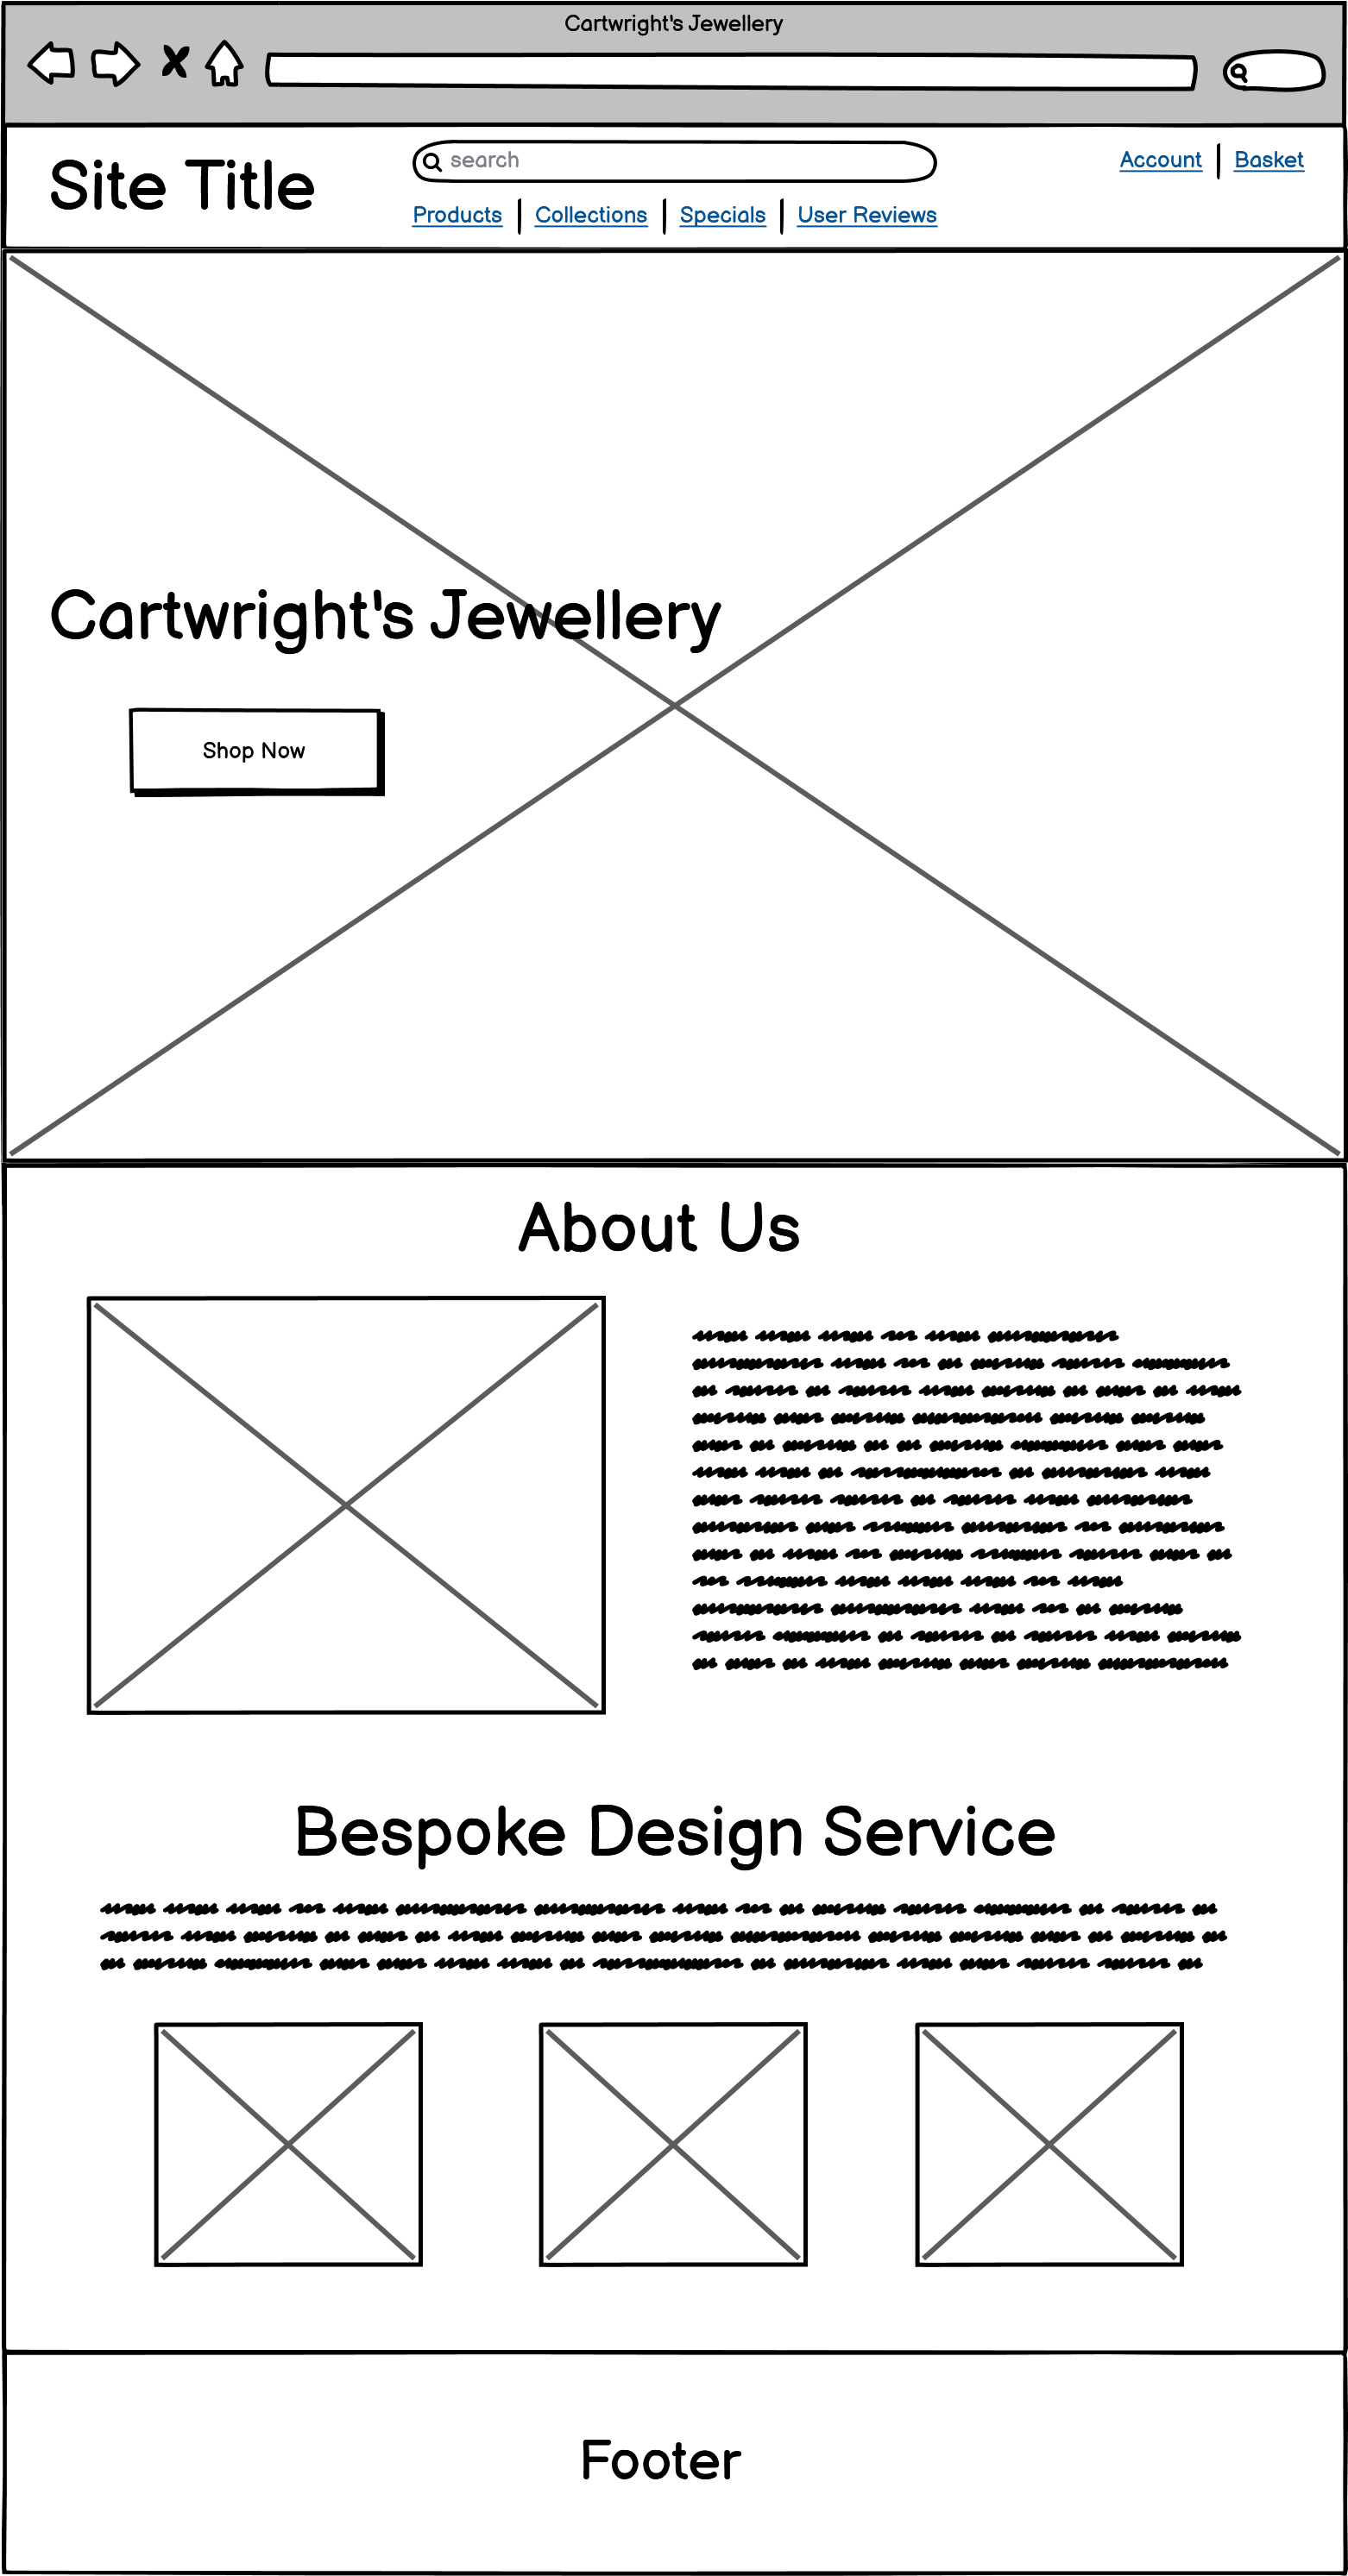 Cartwright's Jewellery
Site Title
search
Account | Basket
Products | Collections | Specials | User Reviews
Cartwright's Jewellery
Shop Now
About Us
Bespoke Design Service
Footer